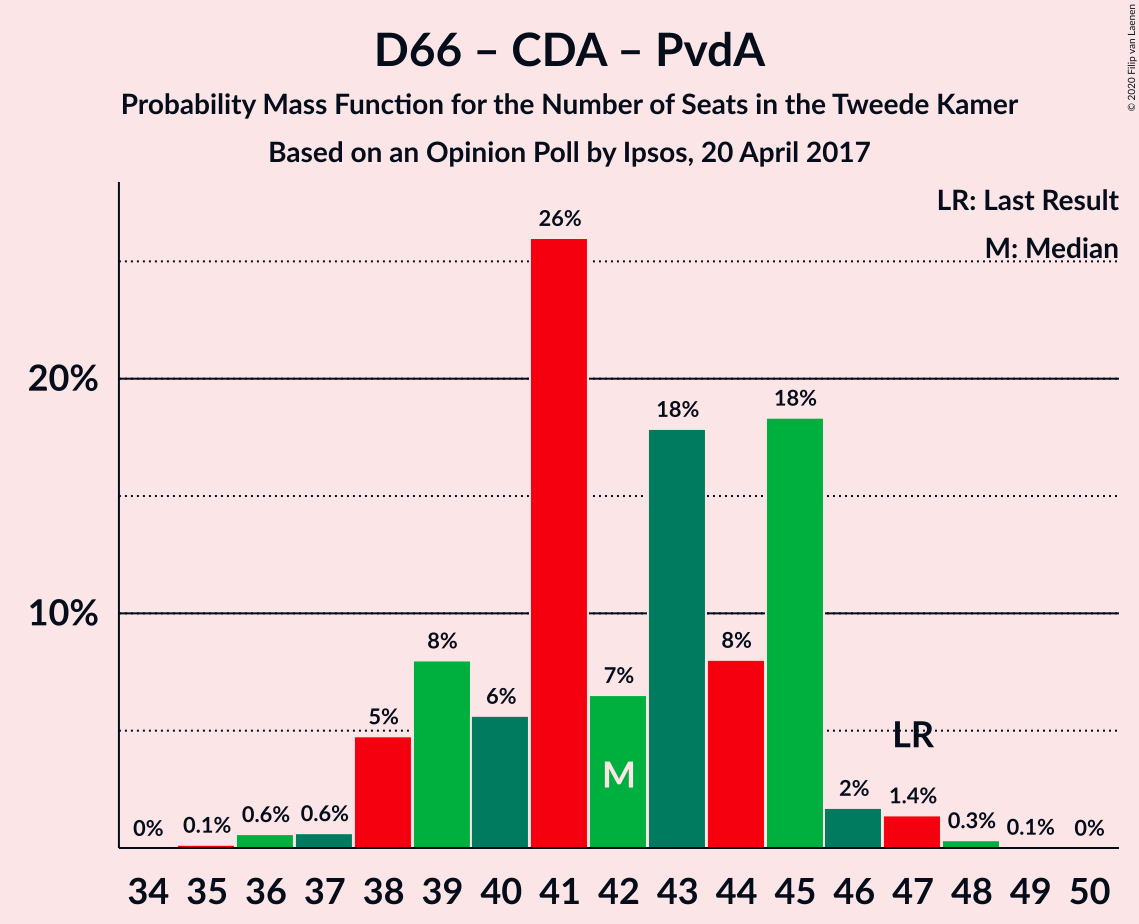 © 2020 Filip van Laenen
D66 – CDA – PvdA
Probability Mass Function for the Number of Seats in the Tweede Kamer
Based on an Opinion Poll by Ipsos, 20 April 2017
LR: Last Result
M: Median
20%
10%
0%
0.1%
0.6%
0.6%
5%
8%
6%
26%
7%
18%
8%
18%
2%
1.4%
0.3%
0.1%
0%
M
LR
34 35 36 37 38 39 40 41 42 43 44 45 46 47 48 49 50